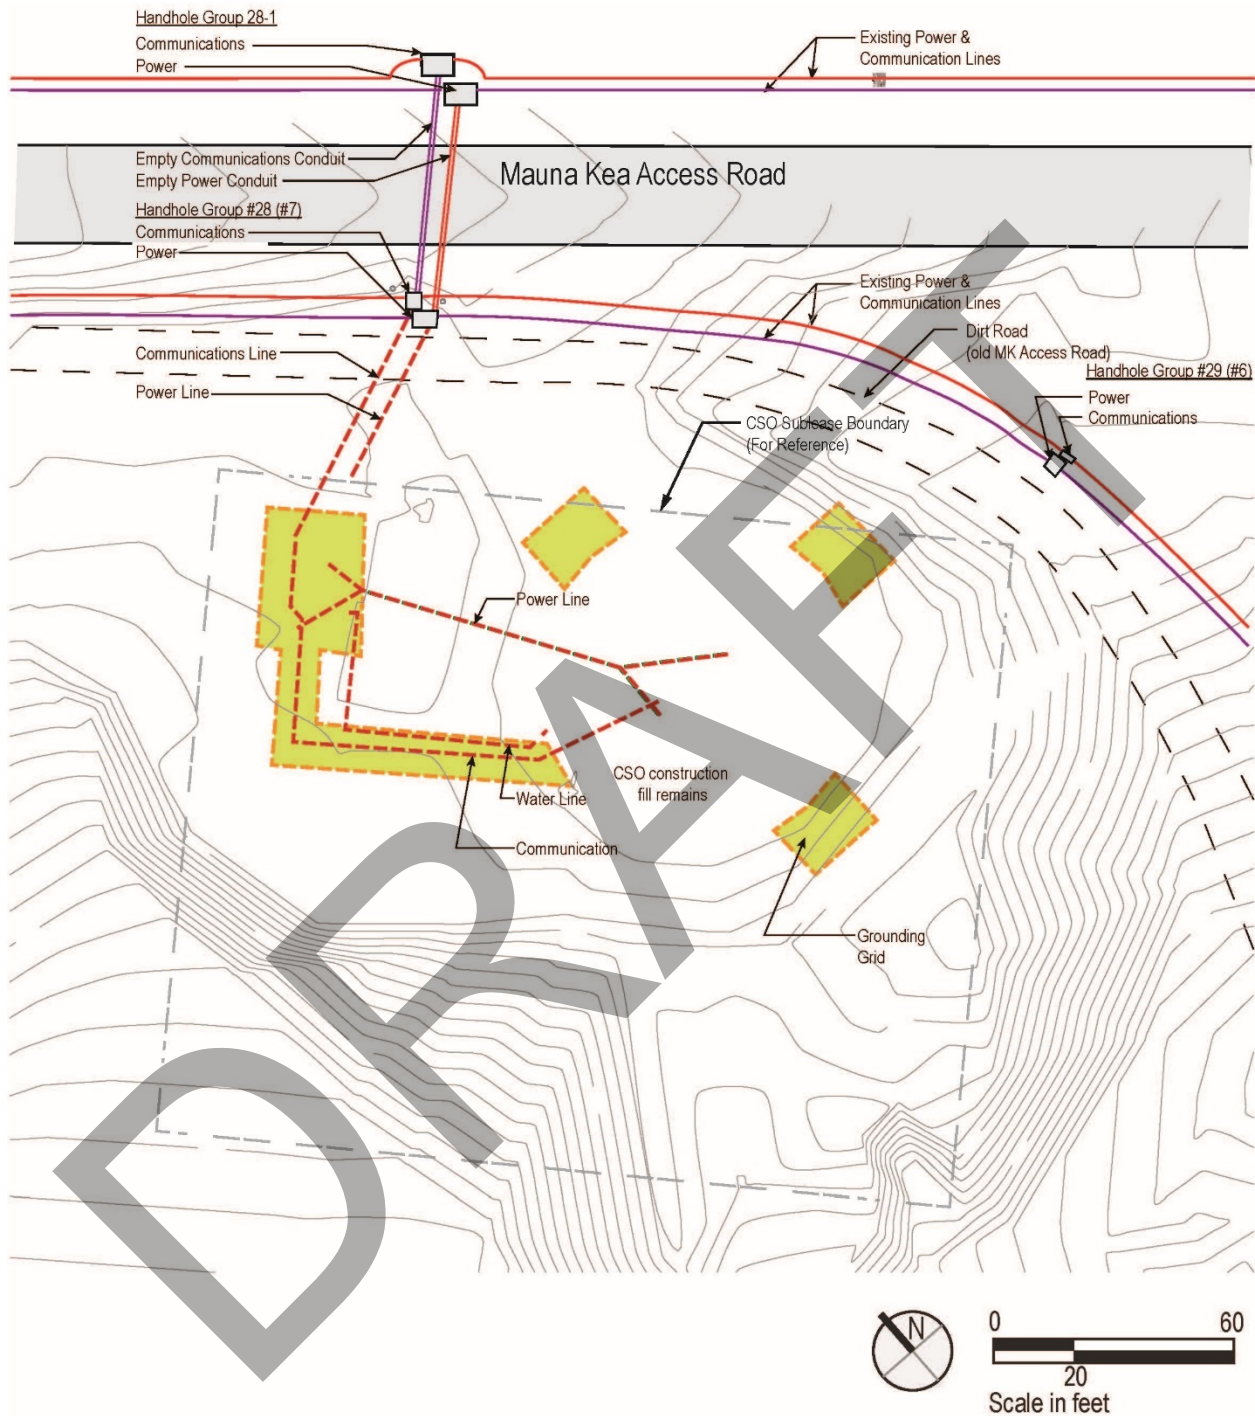 Handhole Group 28-1
Communications
Power
Existing Power &
Communication Lines
Empty Communications Conduit
Empty Power Conduit
Mauna Kea Access Road
Handhole Group #28 (#7)
Communications
Power
Existing Power &
Communication Lines
Dirt Road
(old MK Access Road)
Handhole Group #29 (#6)
Power
Communications
Communications Line
Power Line
CSO Sublease Boundary
(For Reference)
Power Line
CSO construction
fill remains
Water Line
Communication
Grounding
Grid
DRAFT
N
0 60
20
Scale in feet